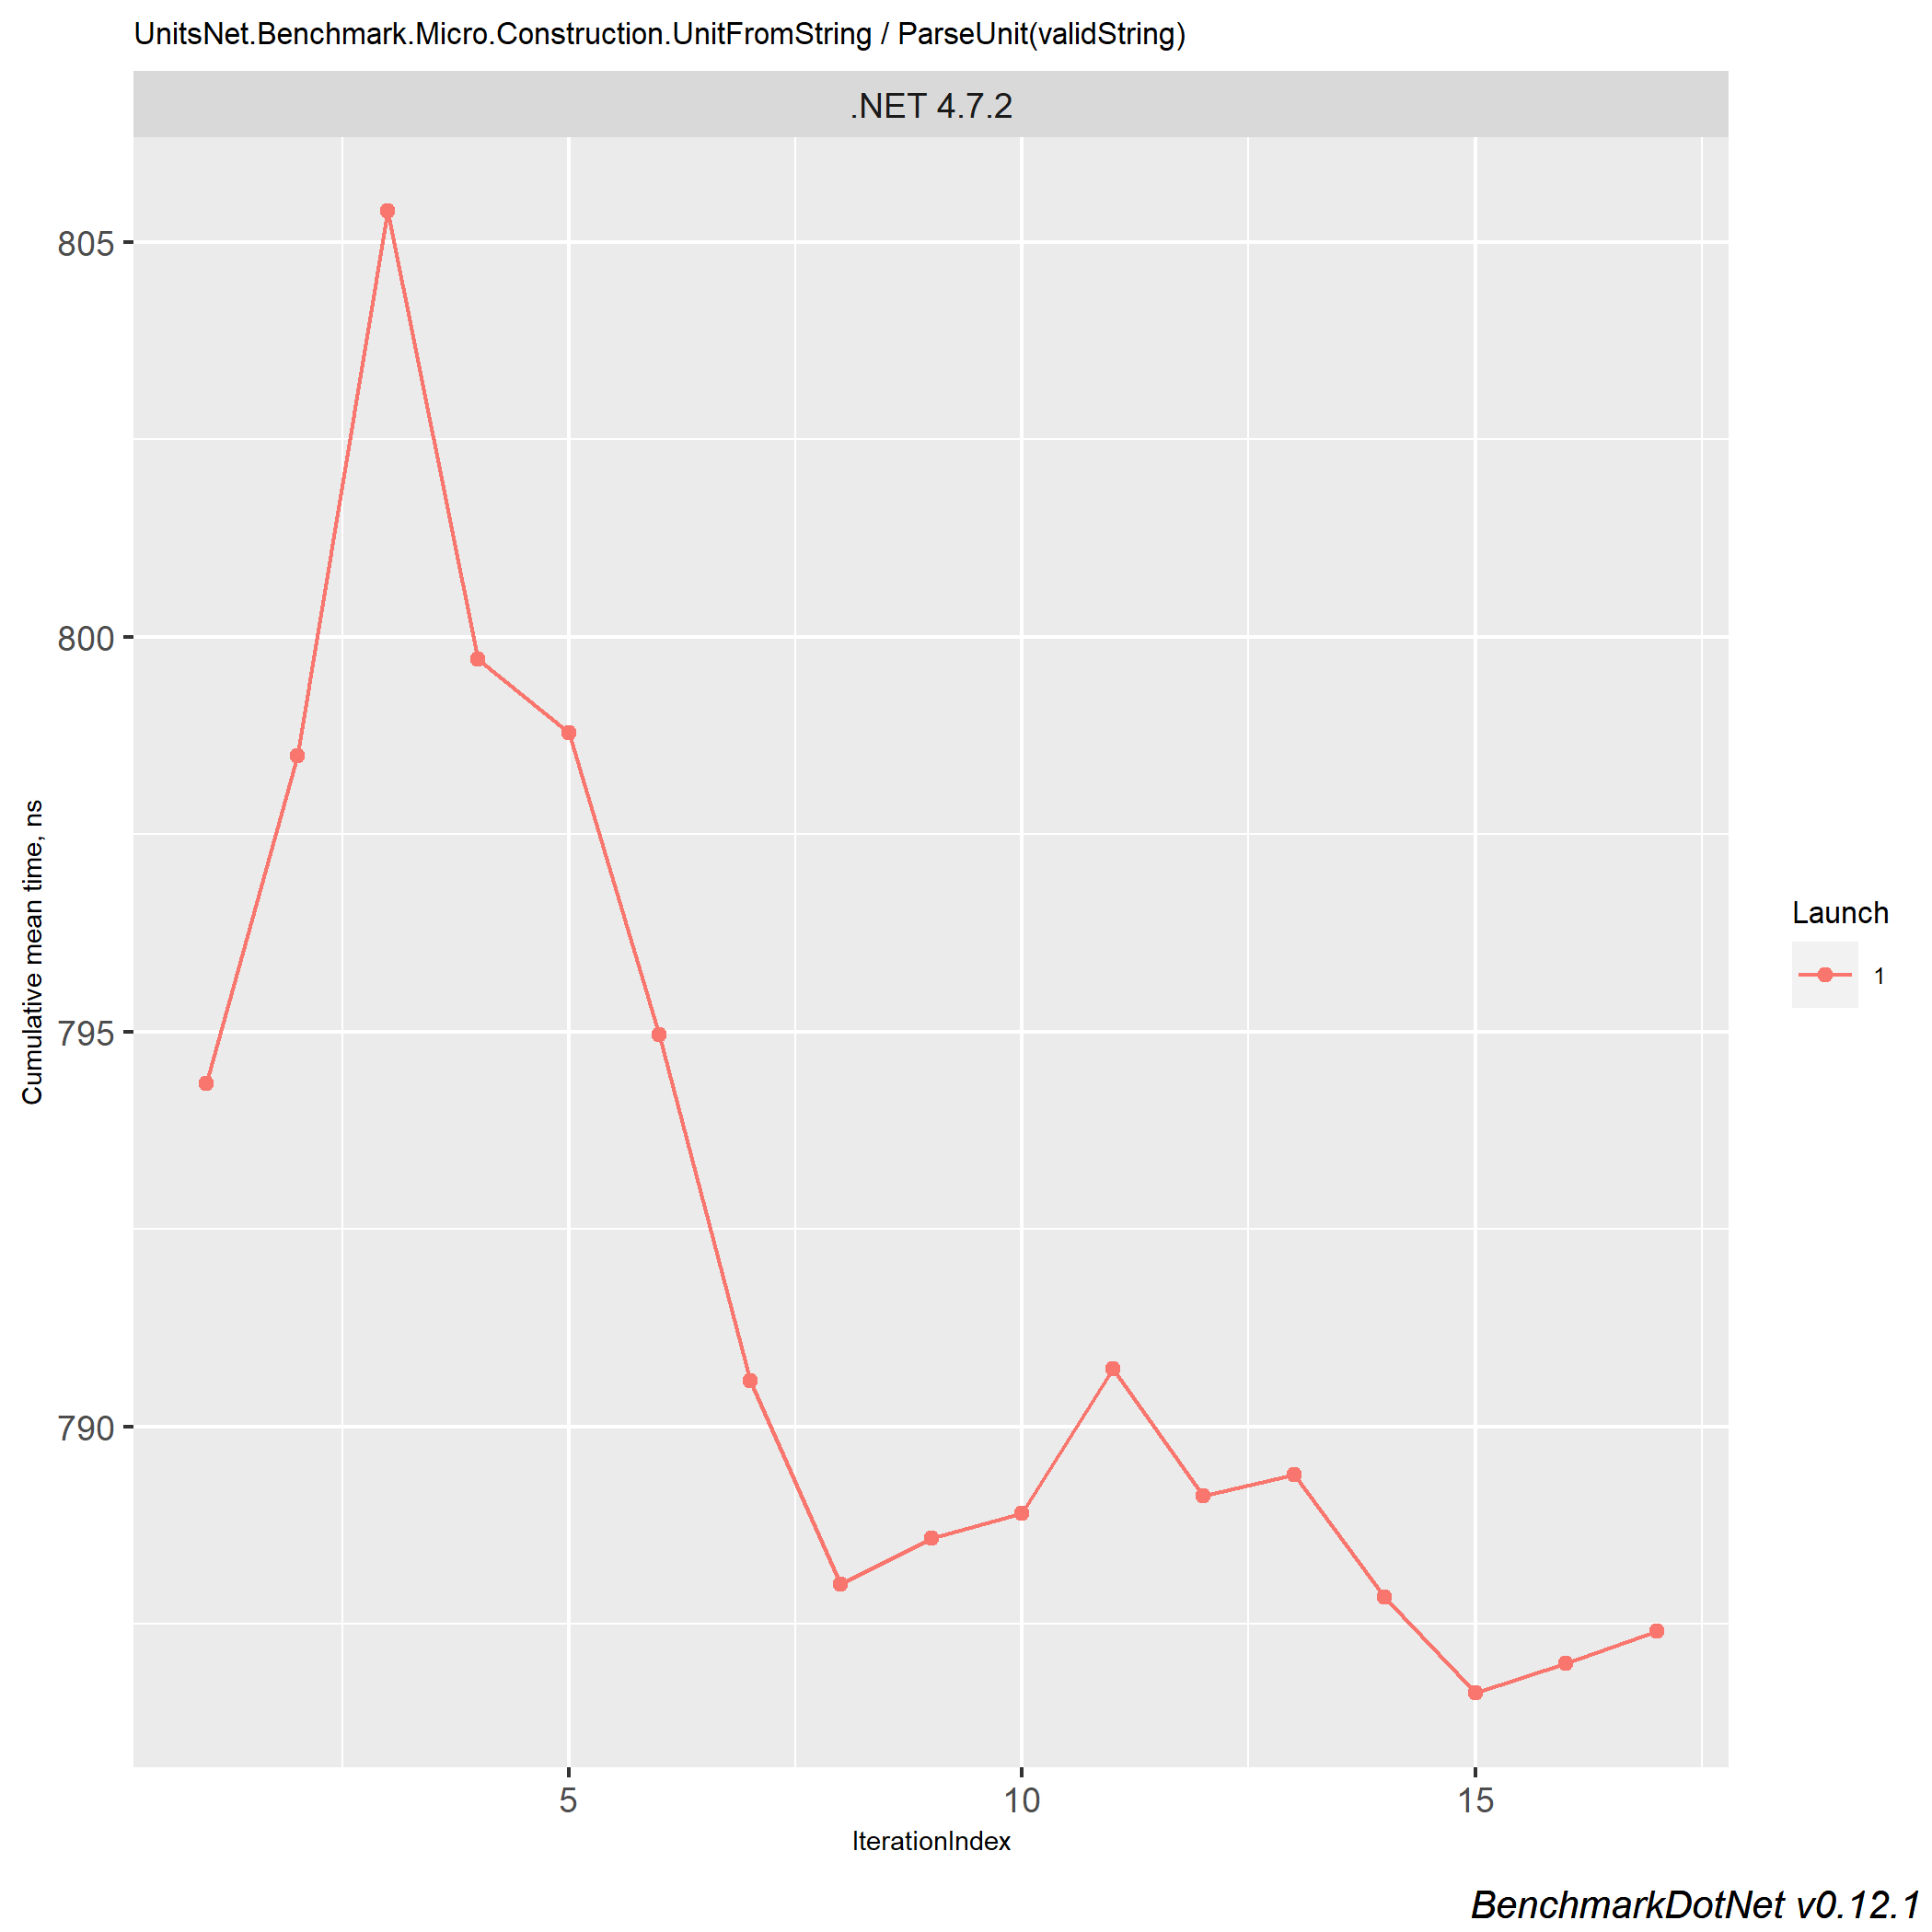 UnitsNet.Benchmark.Micro.Construction.UnitFromString / ParseUnit(validString)
.NET 4.7.2
805
800
795
790
Cumulative mean time, ns
5
10
15
IterationIndex
Launch
1
BenchmarkDotNet v0.12.1